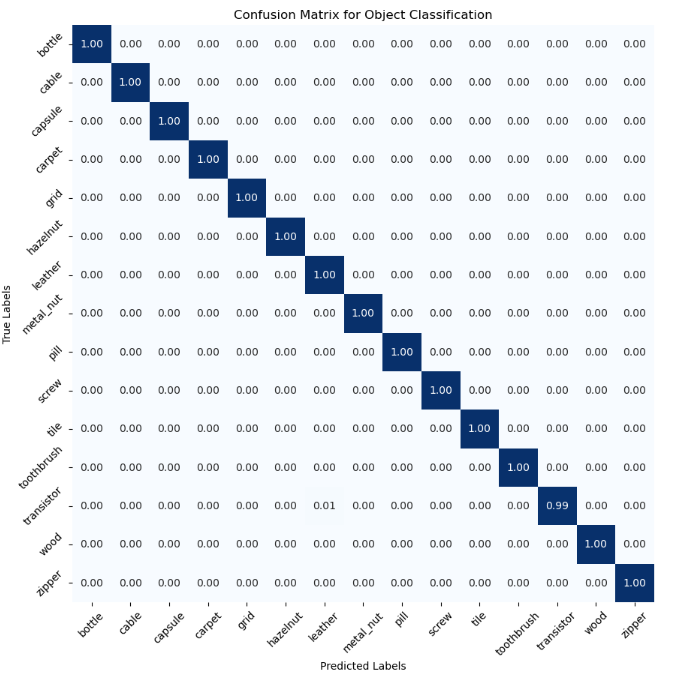 Confusion Matrix for Object Classification
bottle 1.00 0.00 0.00 0.00 0.00 0.00 0.00 0.00 0.00 0.00 0.00 0.00 0.00 0.00 0.00
cable 0.00 1.00 0.00 0.00 0.00 0.00 0.00 0.00 0.00 0.00 0.00 0.00 0.00 0.00 0.00
capsule 0.00 0.00 1.00 0.00 0.00 0.00 0.00 0.00 0.00 0.00 0.00 0.00 0.00 0.00 0.00
carpet 0.00 0.00 0.00 1.00 0.00 0.00 0.00 0.00 0.00 0.00 0.00 0.00 0.00 0.00 0.00
grid 0.00 0.00 0.00 0.00 1.00 0.00 0.00 0.00 0.00 0.00 0.00 0.00 0.00 0.00 0.00
hazelnut 0.00 0.00 0.00 0.00 0.00 1.00 0.00 0.00 0.00 0.00 0.00 0.00 0.00 0.00 0.00
leather 0.00 0.00 0.00 0.00 0.00 0.00 1.00 0.00 0.00 0.00 0.00 0.00 0.00 0.00 0.00
metal_nut 0.00 0.00 0.00 0.00 0.00 0.00 0.00 1.00 0.00 0.00 0.00 0.00 0.00 0.00 0.00
pill 0.00 0.00 0.00 0.00 0.00 0.00 0.00 0.00 1.00 0.00 0.00 0.00 0.00 0.00 0.00
screw 0.00 0.00 0.00 0.00 0.00 0.00 0.00 0.00 0.00 1.00 0.00 0.00 0.00 0.00 0.00
tile 0.00 0.00 0.00 0.00 0.00 0.00 0.00 0.00 0.00 0.00 1.00 0.00 0.00 0.00 0.00
toothbrush 0.00 0.00 0.00 0.00 0.00 0.00 0.00 0.00 0.00 0.00 0.00 1.00 0.00 0.00 0.00
transistor 0.00 0.00 0.00 0.00 0.00 0.00 0.01 0.00 0.00 0.00 0.00 0.00 0.99 0.00 0.00
wood 0.00 0.00 0.00 0.00 0.00 0.00 0.00 0.00 0.00 0.00 0.00 0.00 0.00 1.00 0.00
zipper 0.00 0.00 0.00 0.00 0.00 0.00 0.00 0.00 0.00 0.00 0.00 0.00 0.00 0.00 1.00
True Labels
bottle cable capsule carpet grid hazelnut leather metal_nut pill screw tile toothbrush transistor wood zipper
Predicted Labels